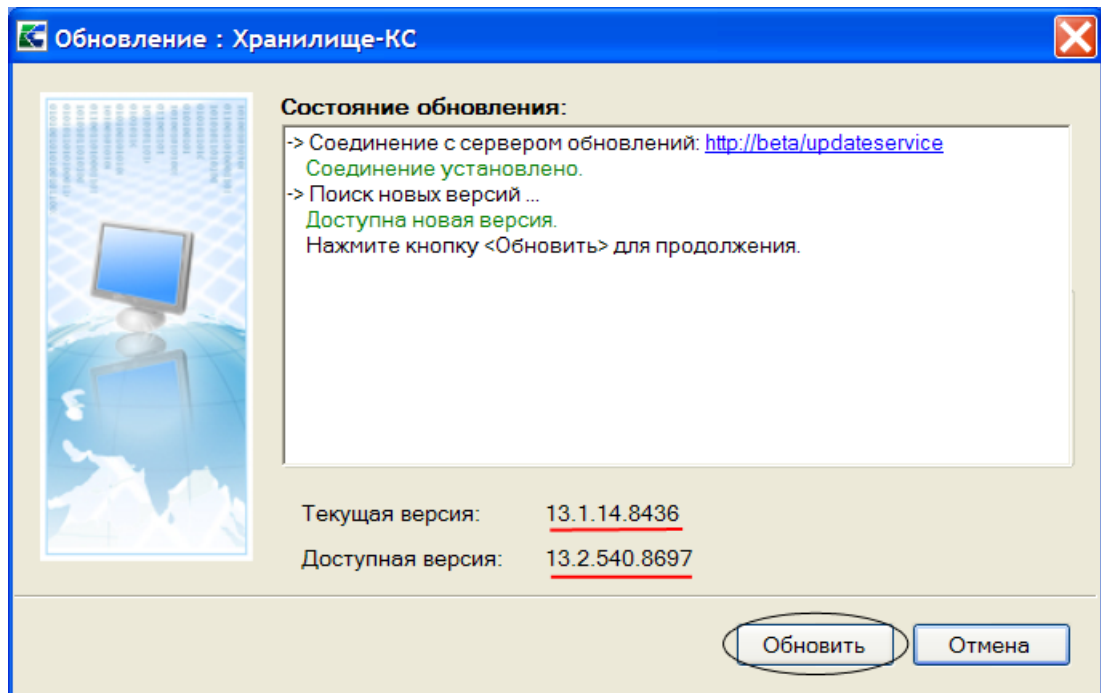 Обновление : Хранилище-КС
Состояние обновления:
-> Соединение с сервером обновлений: http://beta/updateservice
Соединение установлено.
-> Поиск новых версий ...
Доступна новая версия.
Нажмите кнопку <Обновить> для продолжения.
Текущая версия: 13.1.14.8436
Доступная версия: 13.2.540.8697
Обновить Отмена